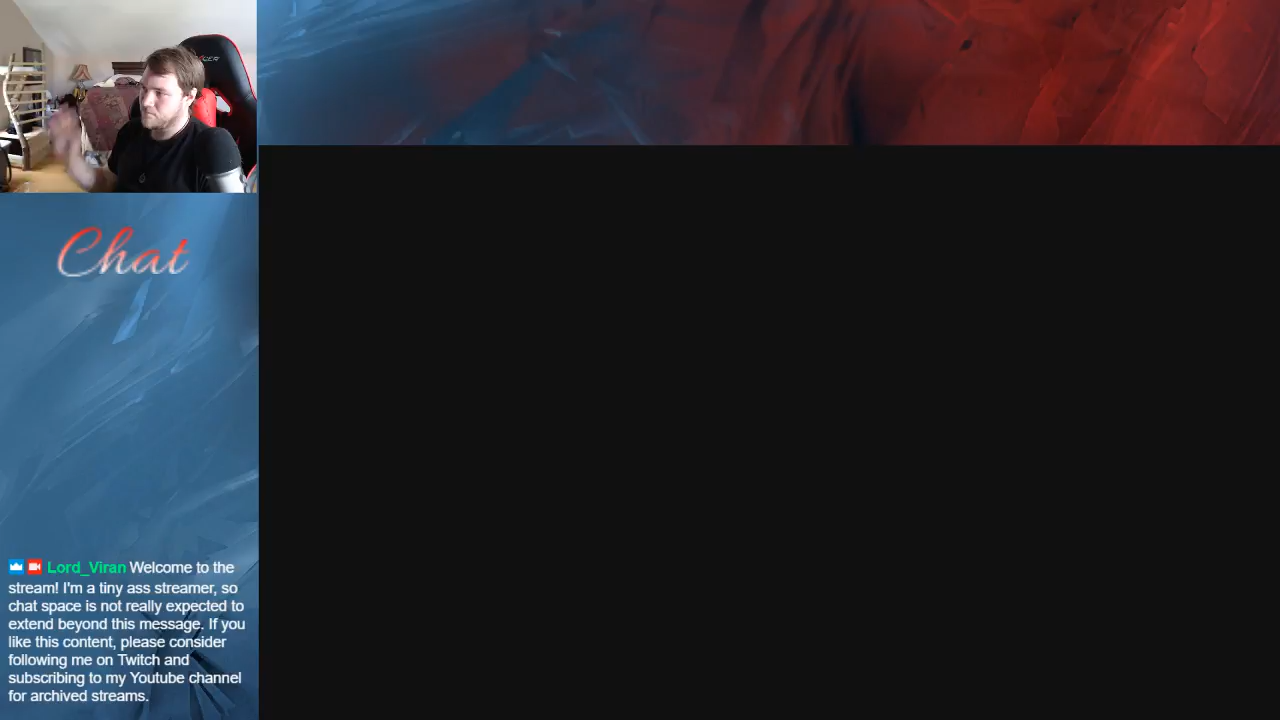 Chat
Lord_Viran Welcome to the
stream! I'm a tiny ass streamer, so
chat space is not really expected to
extend beyond this message. If you
like this content, please consider
following me on Twitch and
subscribing to my Youtube channel
for archived streams.